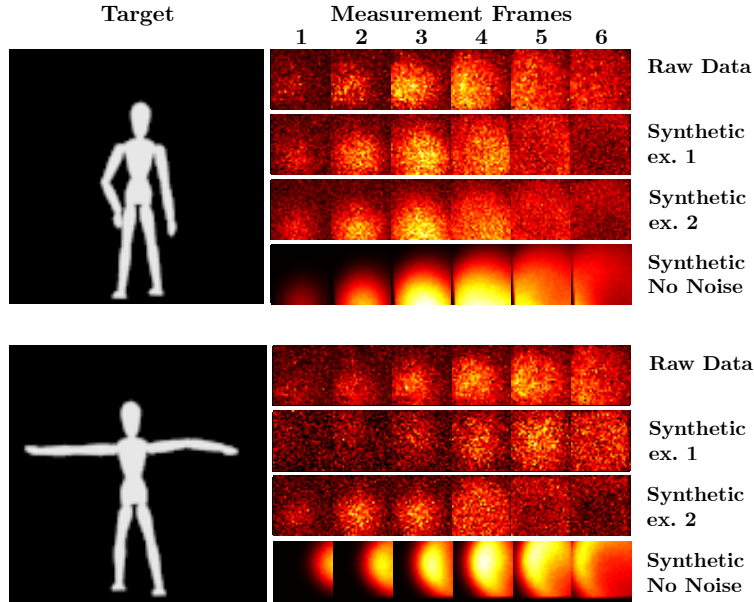 Target
Measurement Frames
1 2 3 4 5 6
Raw Data
Synthetic
ex. 1
Synthetic
ex. 2
Synthetic
No Noise
Raw Data
Synthetic
ex. 1
Synthetic
ex. 2
Synthetic
No Noise